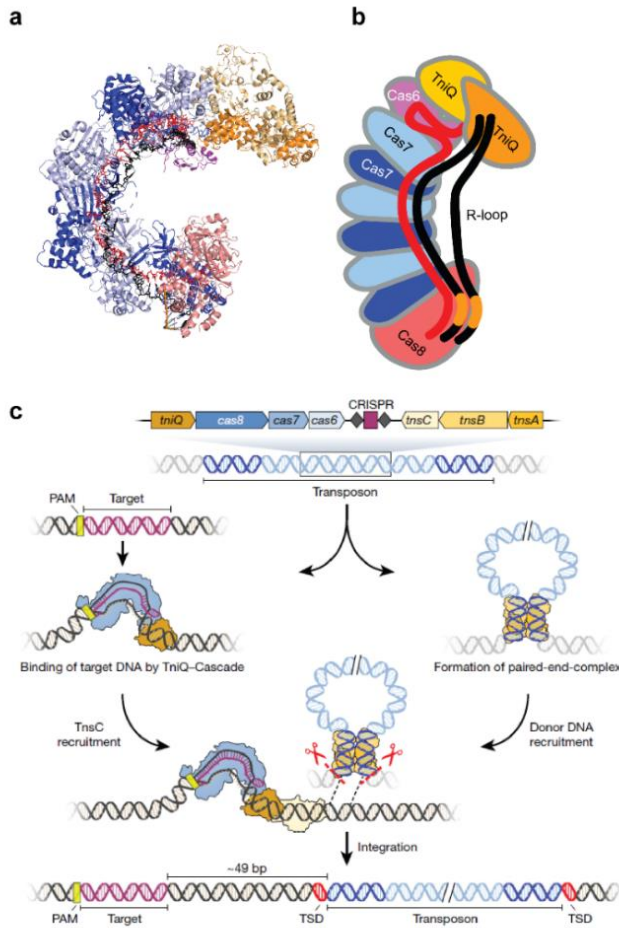 a
b
TniQ
Cas6
TniQ
Cas7
Cas7
R-loop
Cas8
c
CRISPR
tniQ cas8 cas7 cas6 tnsC tnsB tnsA
Transposon
PAM Target
Binding of target DNA by TniQ–Cascade
Formation of paired-end-complex
TnsC
recruitment
Donor DNA
recruitment
Integration
~49 bp
PAM Target TSD Transposon TSD